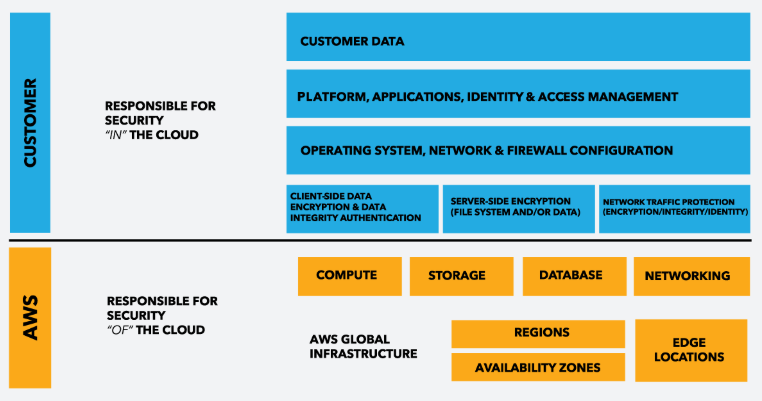 CUSTOMER
RESPONSIBLE FOR
SECURITY
“IN” THE CLOUD
CUSTOMER DATA
PLATFORM, APPLICATIONS, IDENTITY & ACCESS MANAGEMENT
OPERATING SYSTEM, NETWORK & FIREWALL CONFIGURATION
CLIENT-SIDE DATA
ENCRYPTION & DATA
INTEGRITY AUTHENTICATION
SERVER-SIDE ENCRYPTION
(FILE SYSTEM AND/OR DATA)
NETWORK TRAFFIC PROTECTION
(ENCRYPTION/INTEGRITY/IDENTITY)
AWS
RESPONSIBLE FOR
SECURITY
“OF” THE CLOUD
COMPUTE
STORAGE
DATABASE
NETWORKING
AWS GLOBAL
INFRASTRUCTURE
REGIONS
AVAILABILITY ZONES
EDGE
LOCATIONS